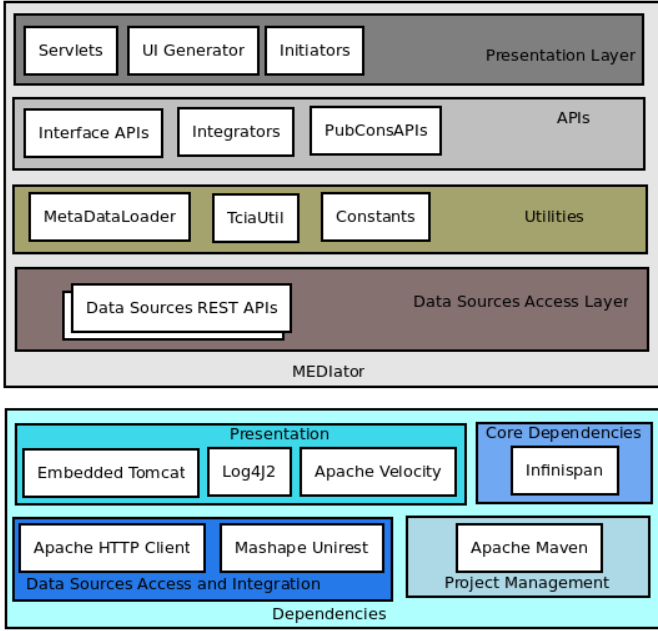 Servlets
UI Generator
Initiators
Presentation Layer
Interface APIs
Integrators
PubConsAPIs
APIs
MetaDataLoader
TciaUtil
Constants
Utilities
Data Sources REST APIs
Data Sources Access Layer
MEDIator
Presentation
Embedded Tomcat
Log4J2
Apache Velocity
Core Dependencies
Infinispan
Apache HTTP Client
Mashape Unirest
Data Sources Access and Integration
Apache Maven
Project Management
Dependencies